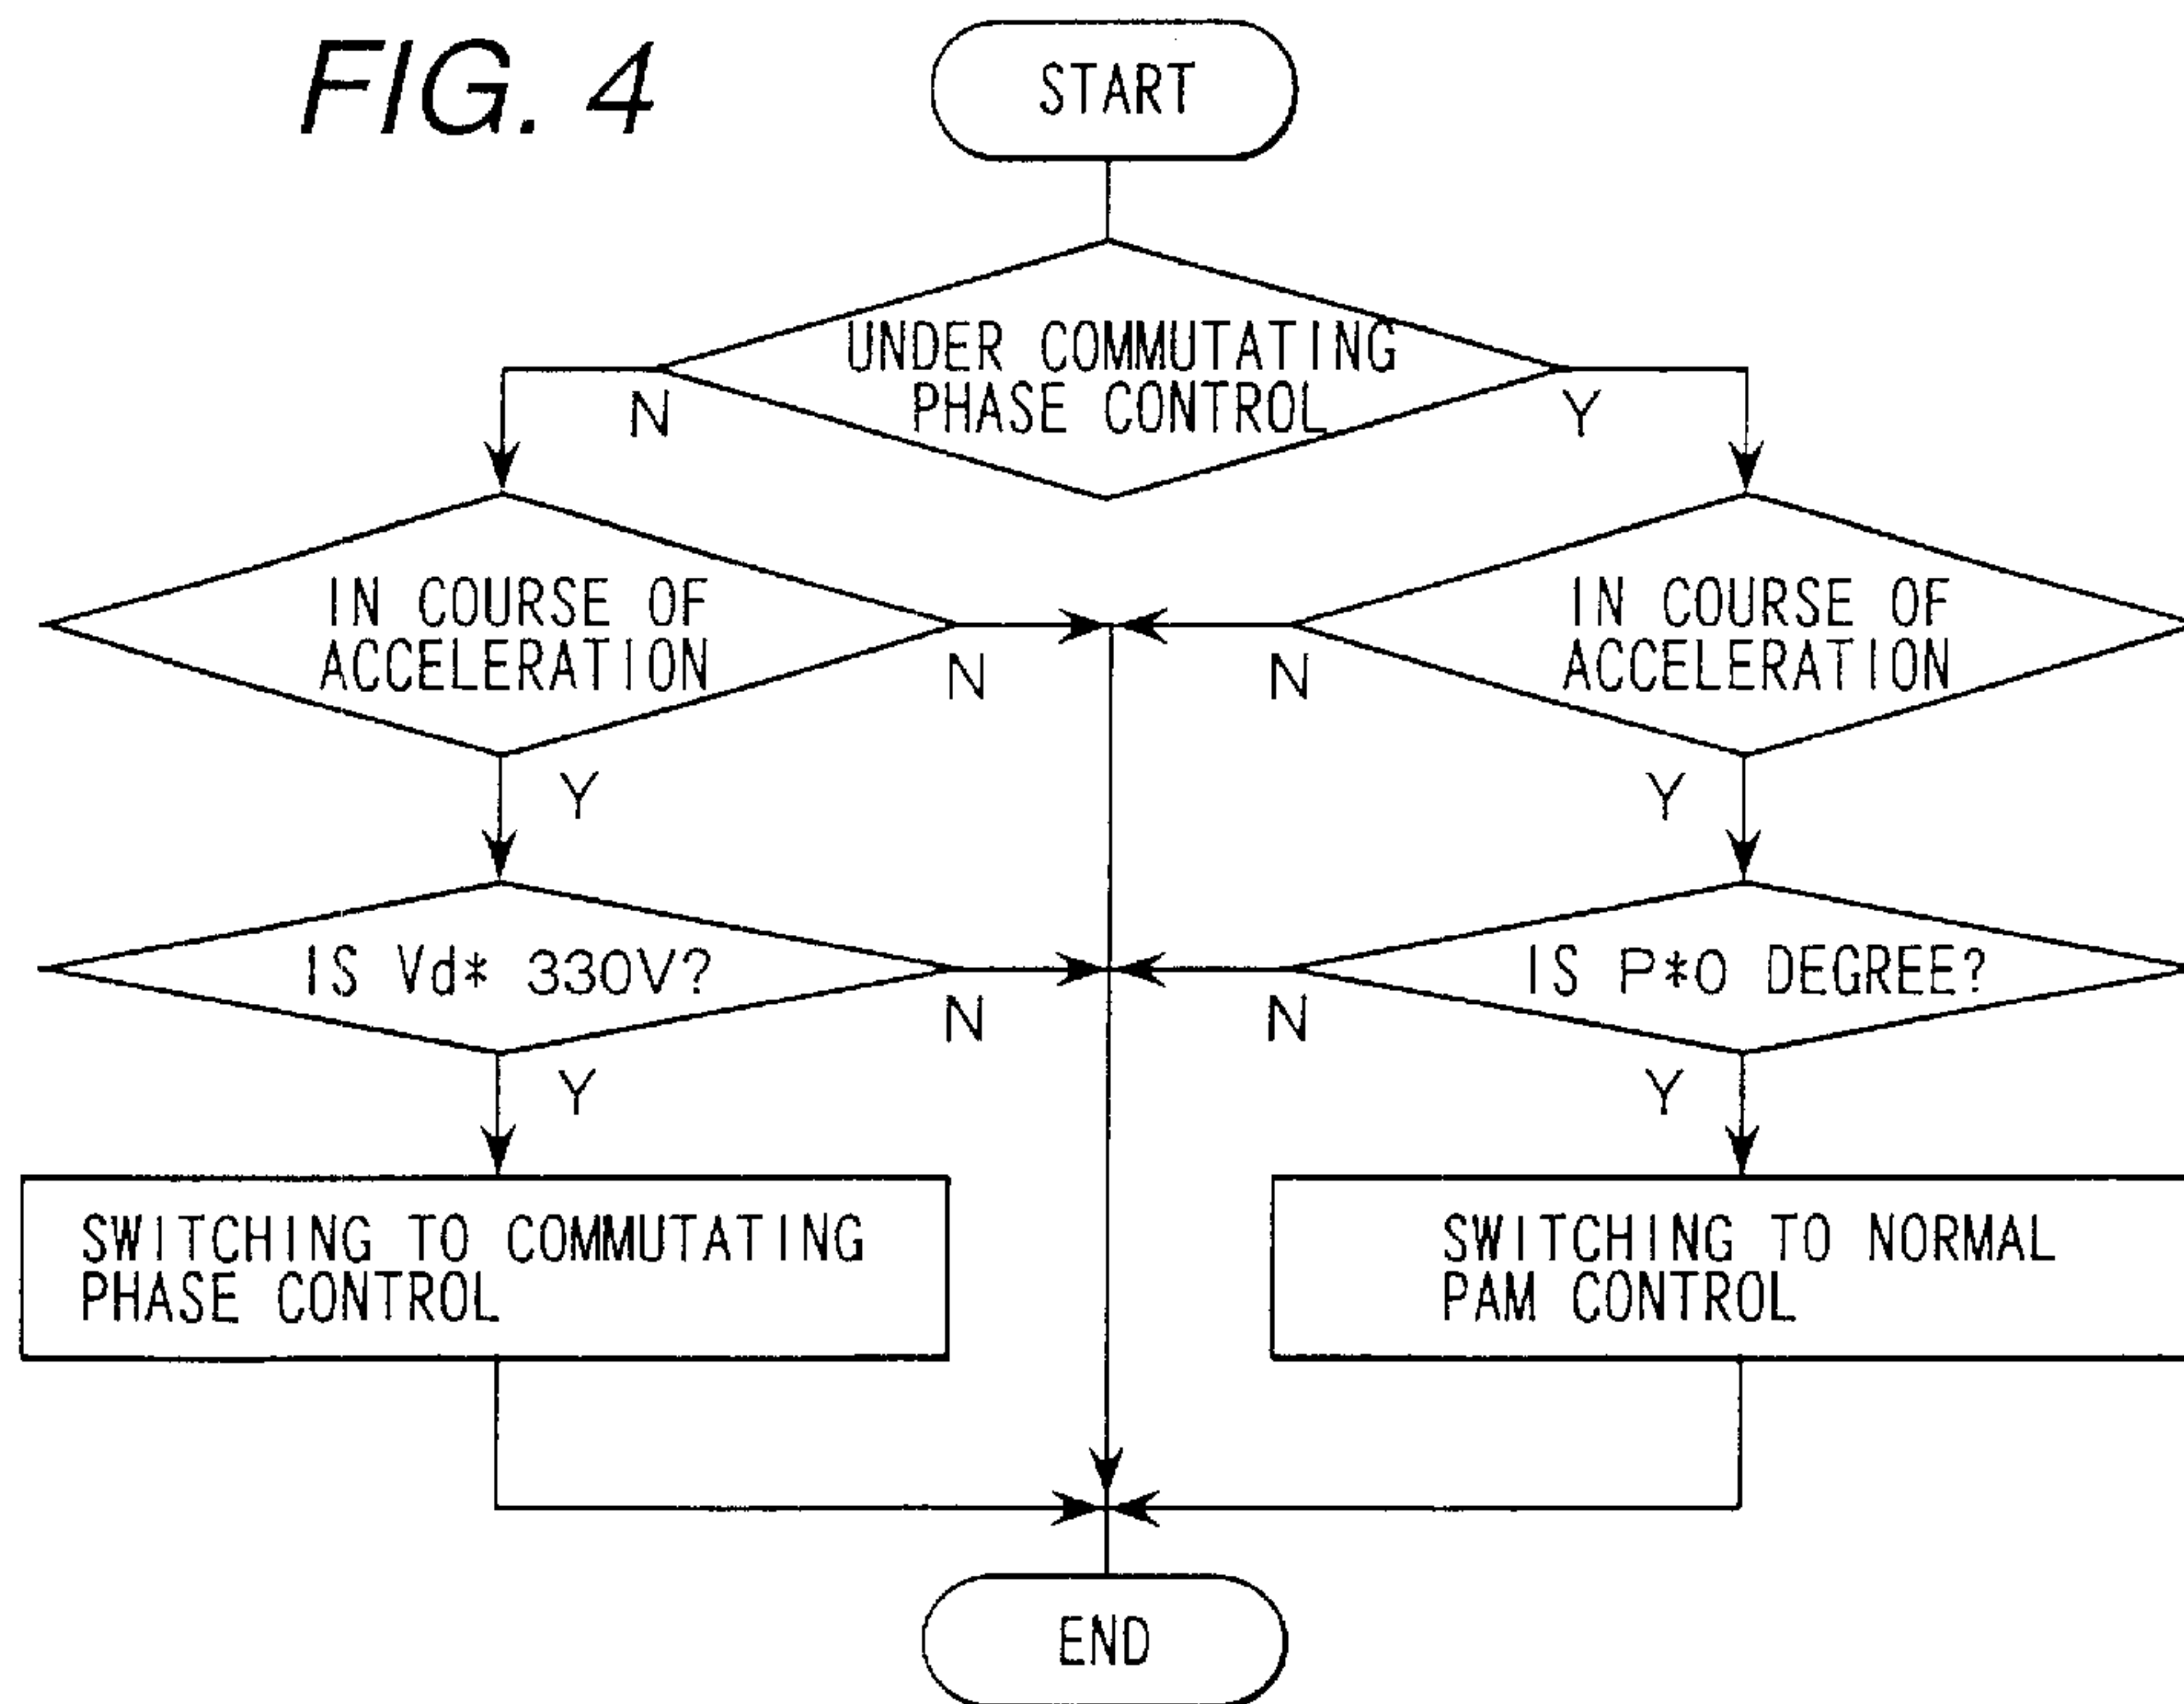 FIG. 4
START
UNDER COMMUTATING
PHASE CONTROL
N
Y
IN COURSE OF
ACCELERATION
IN COURSE OF
ACCELERATION
N
N
Y
Y
IS Vd* 330V?
IS P*0 DEGREE?
N
N
Y
Y
SWITCHING TO COMMUTATING
PHASE CONTROL
SWITCHING TO NORMAL
PAM CONTROL
END